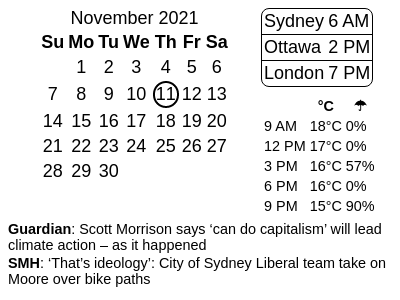 November 2021
Su Mo Tu We Th Fr Sa
1 2 3 4 5 6
7 8 9 10 11 12 13
14 15 16 17 18 19 20
21 22 23 24 25 26 27
28 29 30
Sydney 6 AM
Ottawa 2 PM
London 7 PM
°C ☂
9 AM 18°C 0%
12 PM 17°C 0%
3 PM 16°C 57%
6 PM 16°C 0%
9 PM 15°C 90%
Guardian: Scott Morrison says ‘can do capitalism’ will lead
climate action – as it happened
SMH: ‘That’s ideology’: City of Sydney Liberal team take on
Moore over bike paths